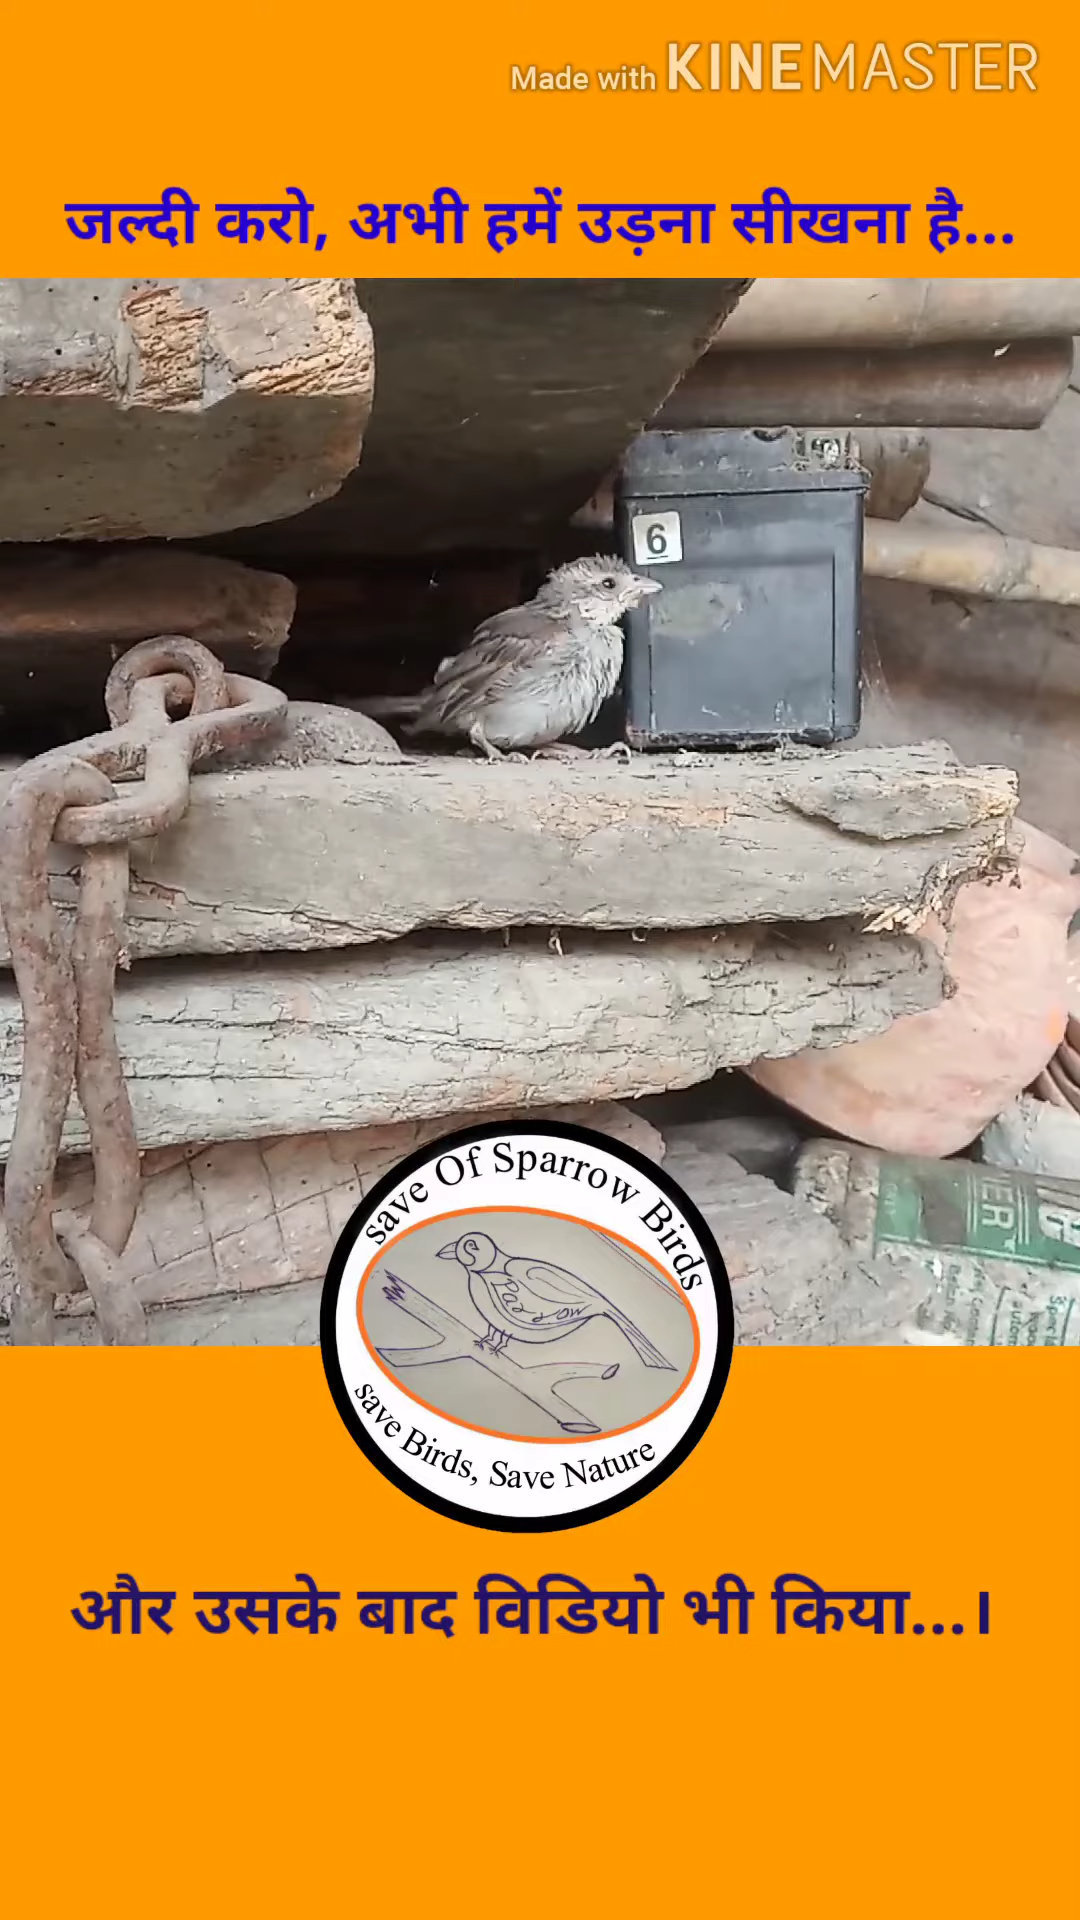 Made with KINEMASTER
जल्दी करो, अभी हमें उड़ना सीखना है...
6
save Of Sparrow Birds
save Birds, Save Nature
और उसके बाद विडियो भी किया...।